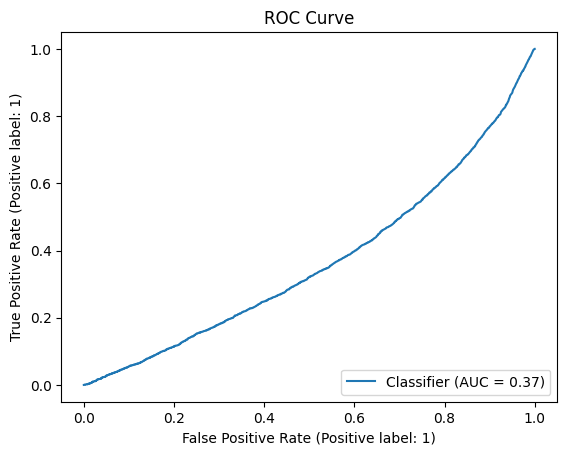 ROC Curve
True Positive Rate (Positive label: 1)
1.0
0.8
0.6
0.4
0.2
0.0
0.0 0.2 0.4 0.6 0.8 1.0
False Positive Rate (Positive label: 1)
Classifier (AUC = 0.37)